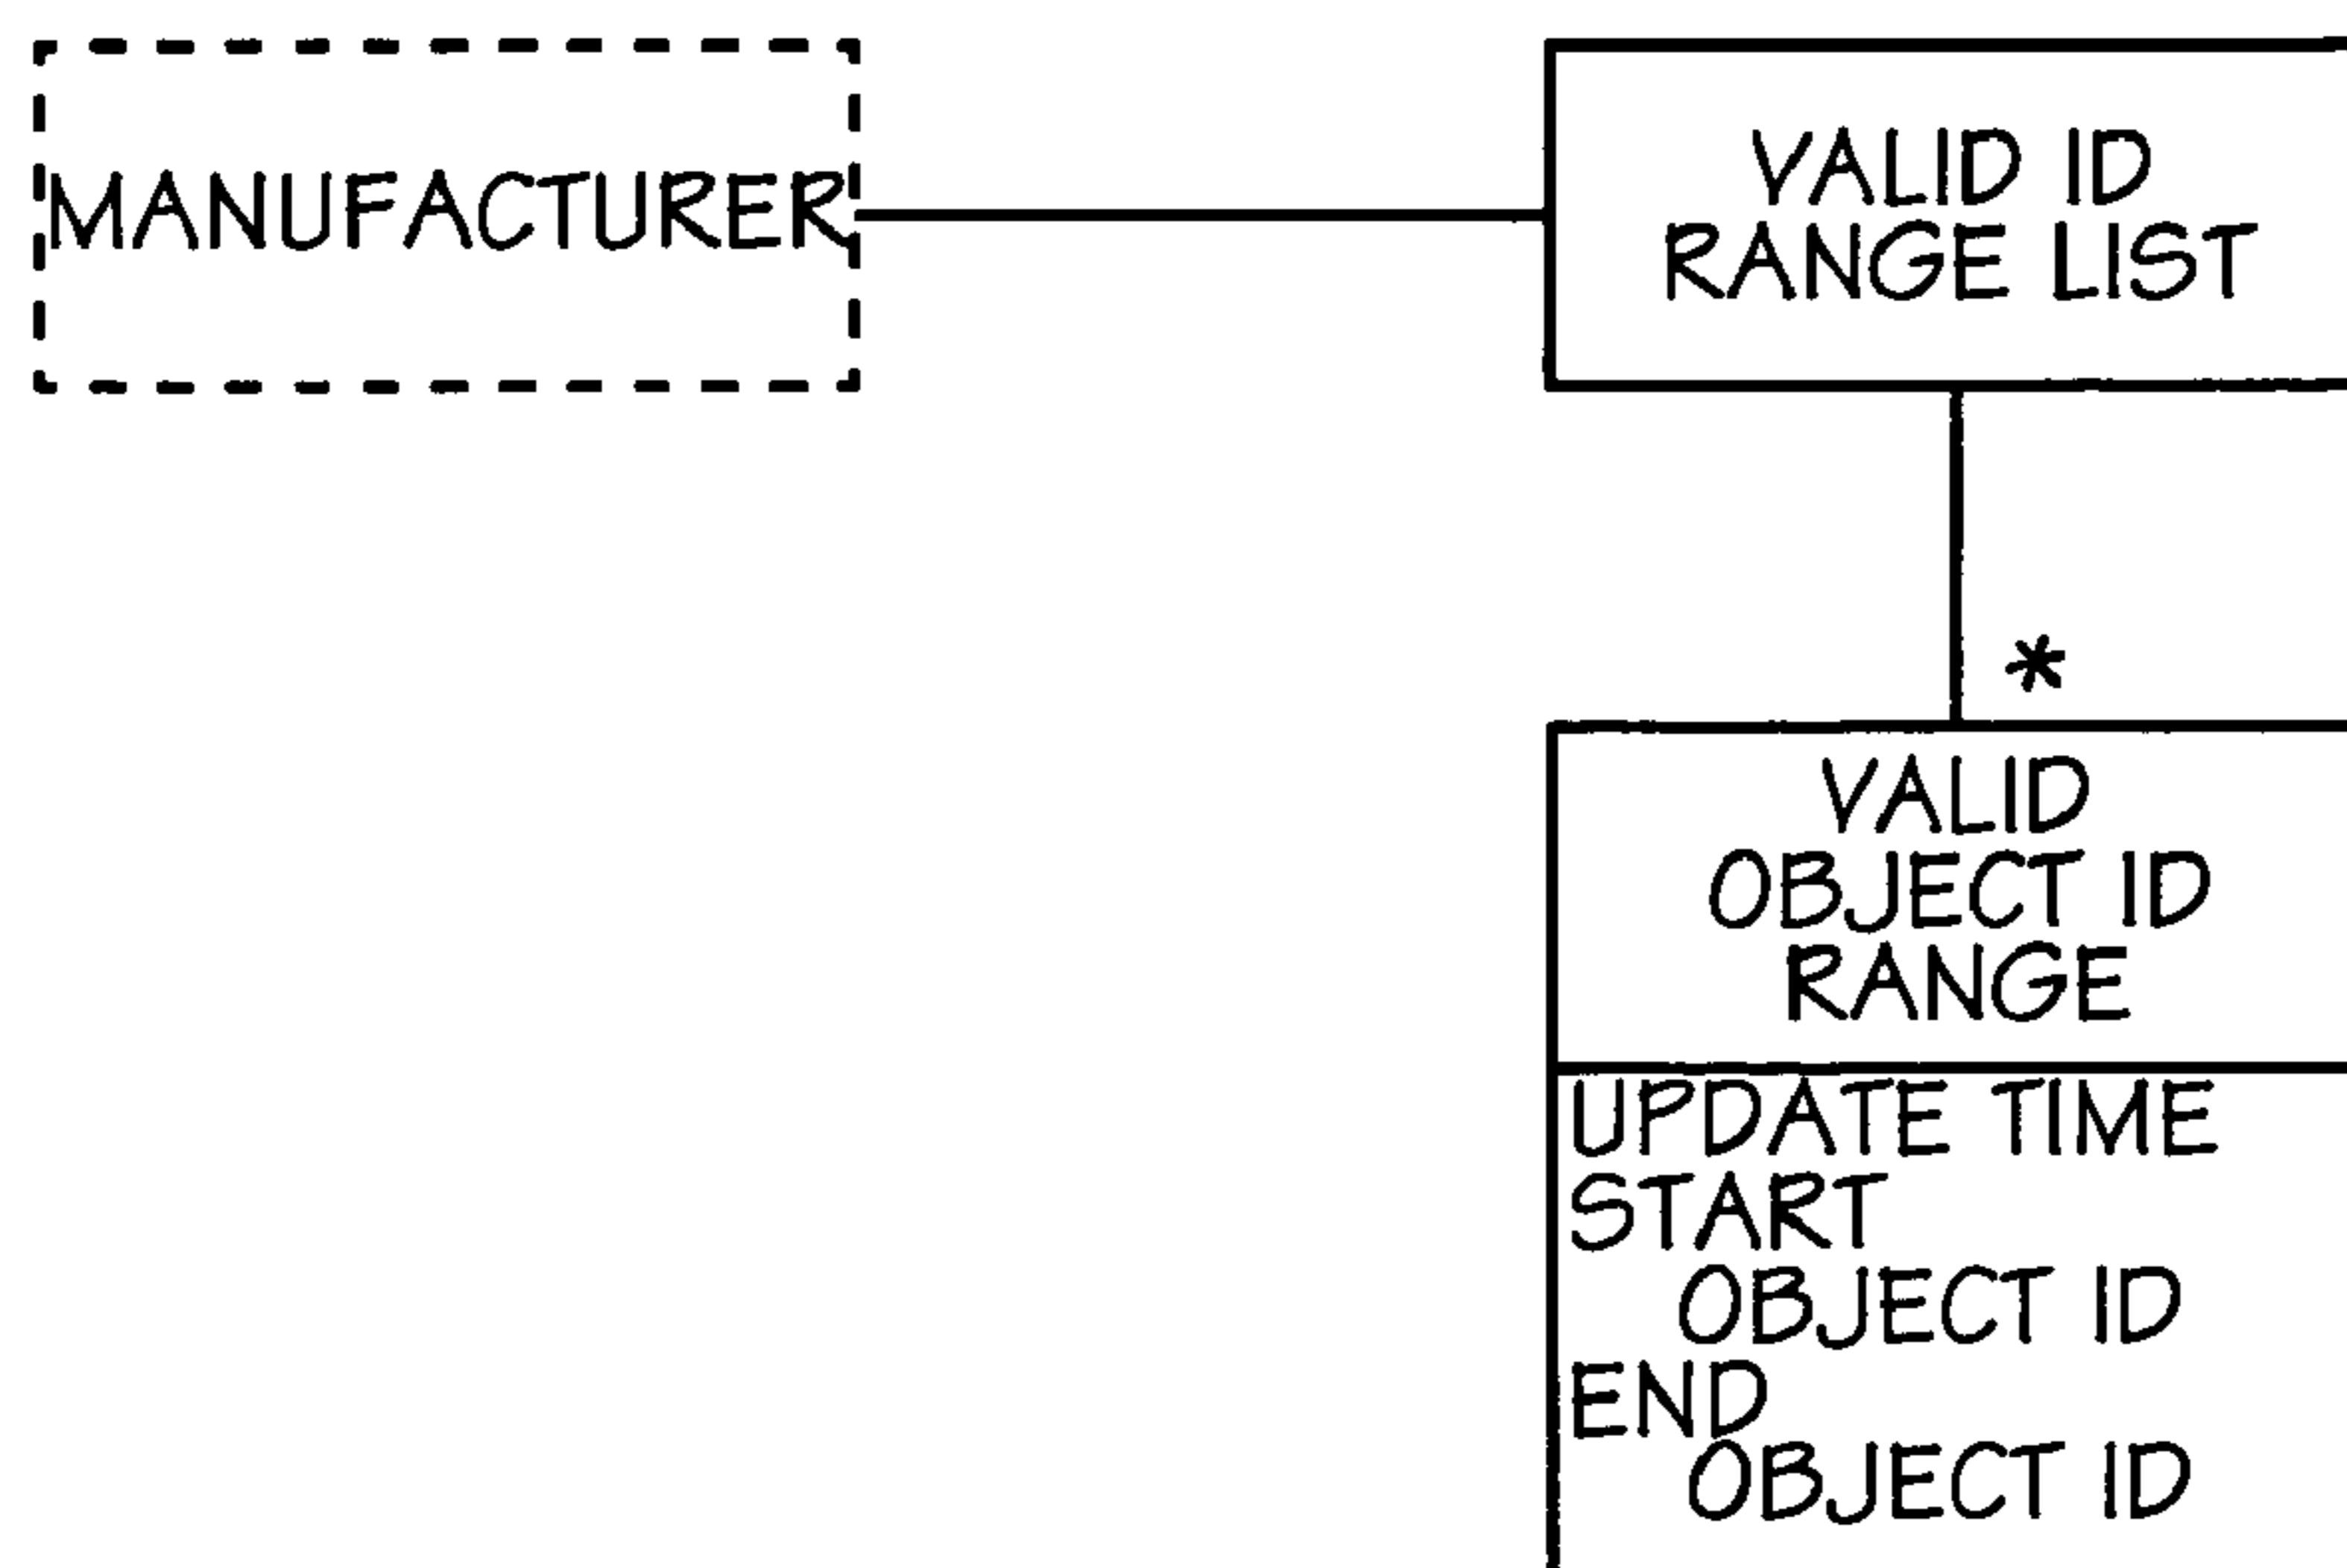 MANUFACTURER
VALID ID
RANGE LIST
*
VALID
OBJECT ID
RANGE
UPDATE TIME
START
OBJECT ID
END
OBJECT ID